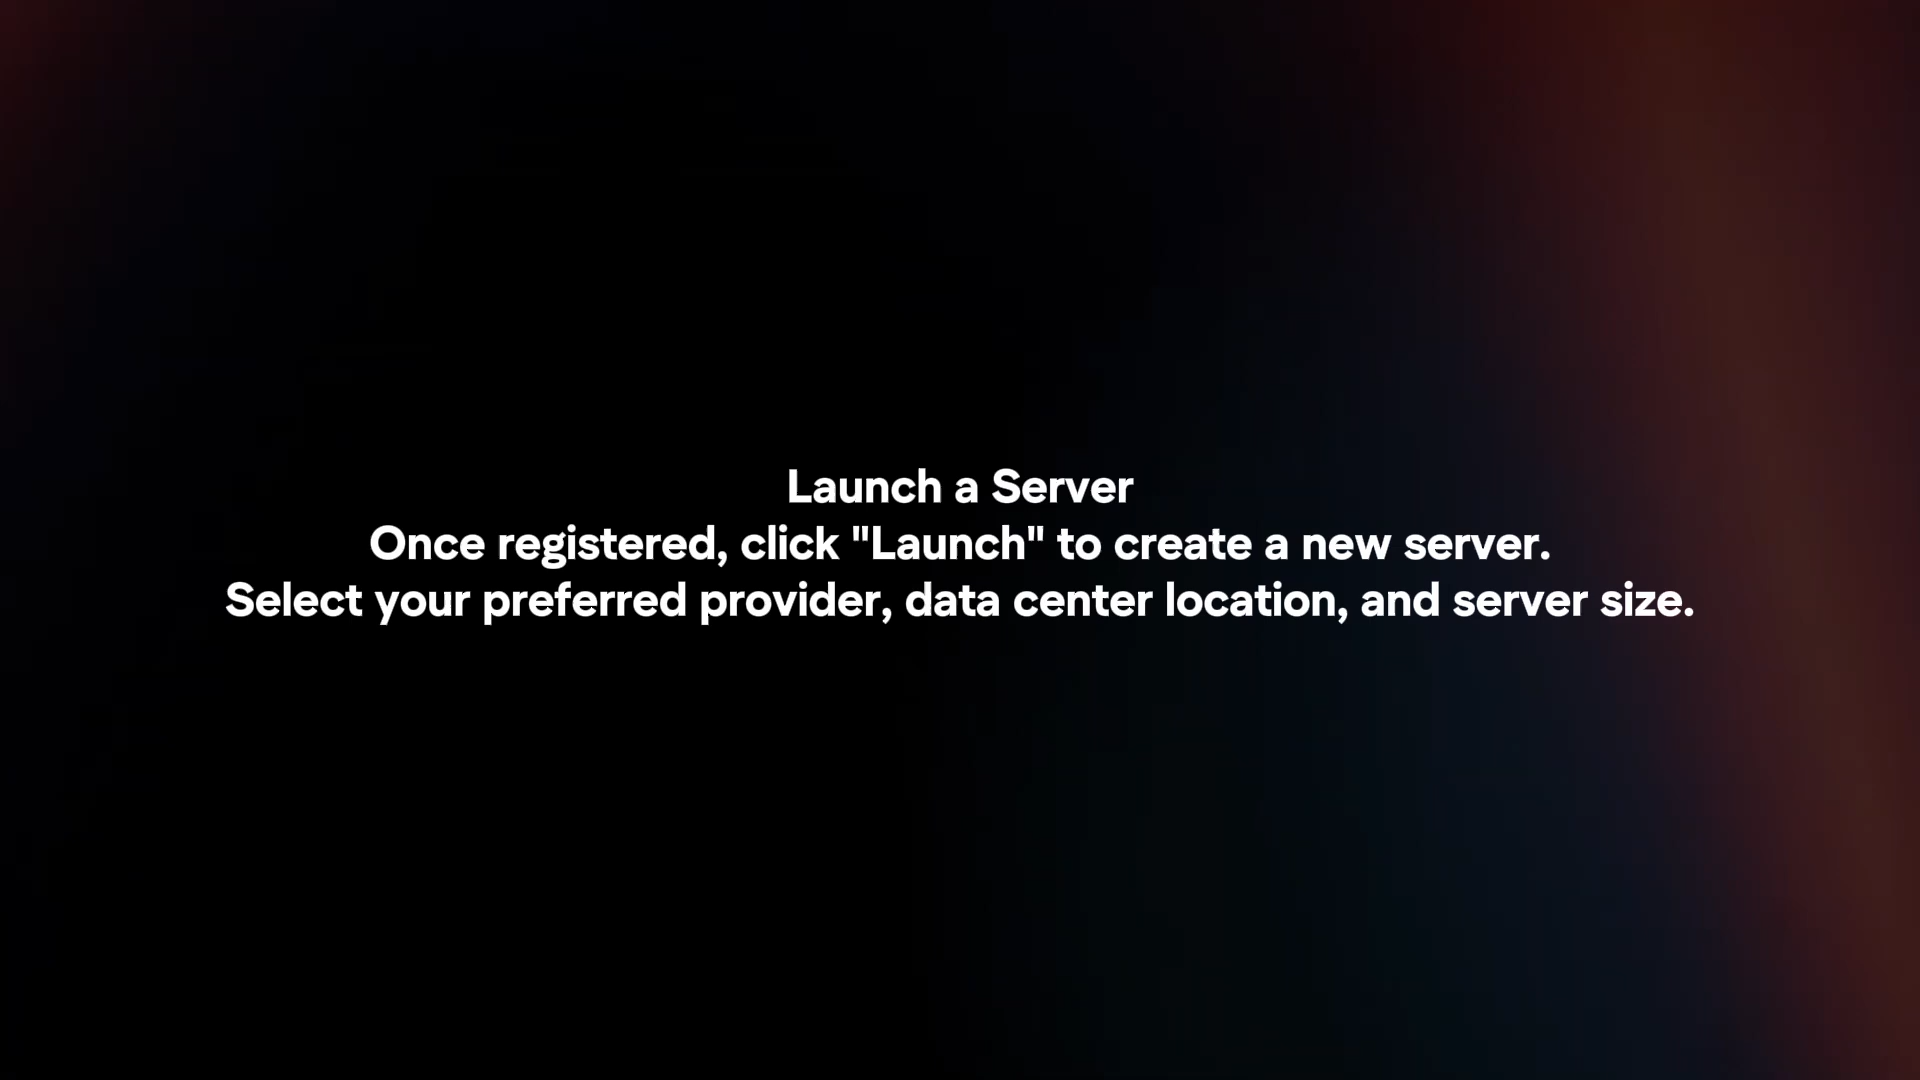 Launch a Server
Once registered, click "Launch" to create a new server.
Select your preferred provider, data center location, and server size.